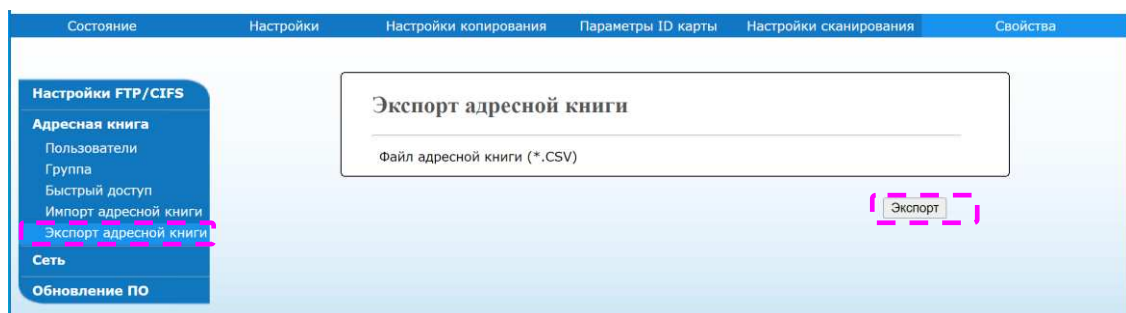 Состояние Настройки Настройки копирования Параметры ID карты Настройки сканирования Свойства
Настройки FTP/CIFS
Адресная книга
Пользователи
Группа
Быстрый доступ
Импорт адресной книги
Экспорт адресной книги
Сеть
Обновление ПО
Экспорт адресной книги
Файл адресной книги (*.CSV)
Экспорт